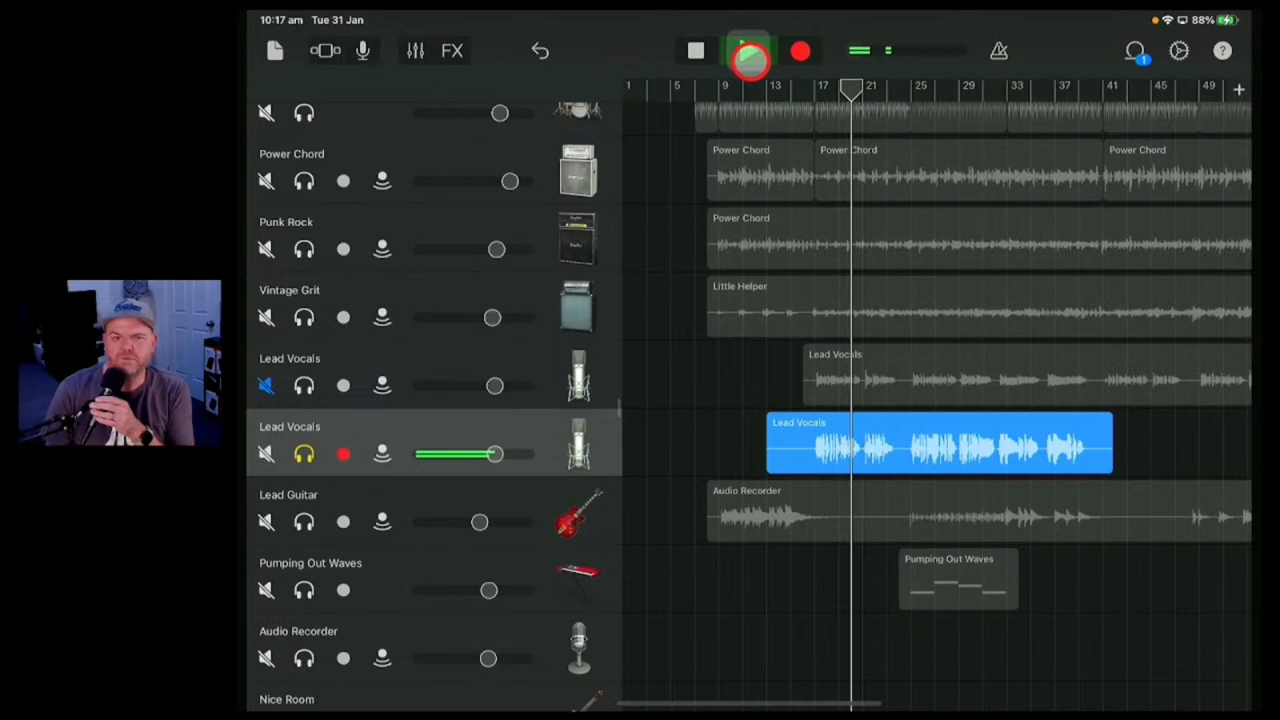 10:17 am Tue 31 Jan
88%
FX
1
?
1 5 9 13 17 21 25 29 33 37 41 45 49 +
Power Chord
Power Chord Power Chord Power Chord
Punk Rock
Power Chord
Vintage Grit
Little Helper
Lead Vocals
Lead Vocals
Lead Vocals
Lead Vocals
Lead Guitar
Audio Recorder
Pumping Out Waves
Pumping Out Waves
Audio Recorder
Nice Room